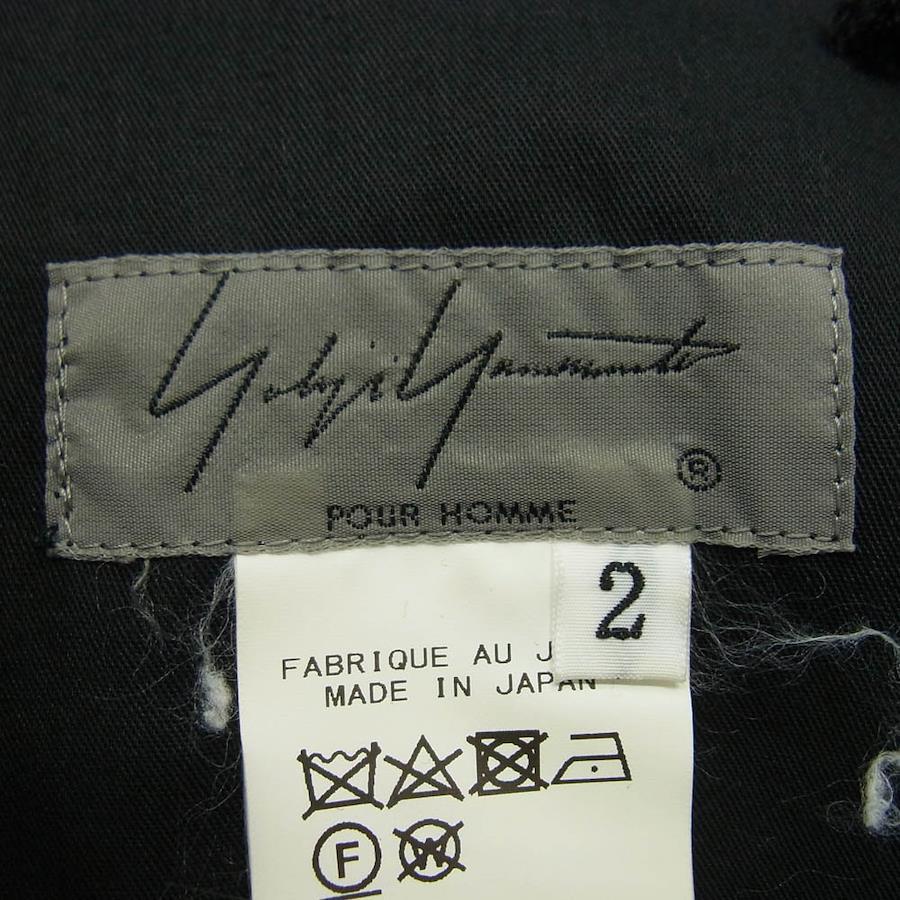 Yohji Yamamoto
®
POUR HOMME
2
FABRIQUE AU J
MADE IN JAPAN
F
W